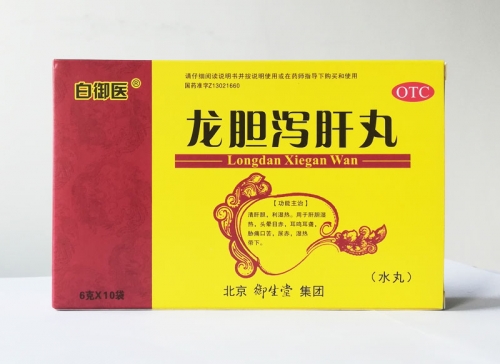 白御医®
请仔细阅读说明书并按说明使用或在药师指导下购买和使用
国药准字Z13021660
OTC
龙胆泻肝丸
Longdan Xiegan Wan
【功能主治】
清肝胆，利湿热。用于肝胆湿
热，头晕目赤，耳鸣耳聋，
胁痛口苦，尿赤，湿热
带下。
（水丸）
6克X10袋
北京 御生堂 集团